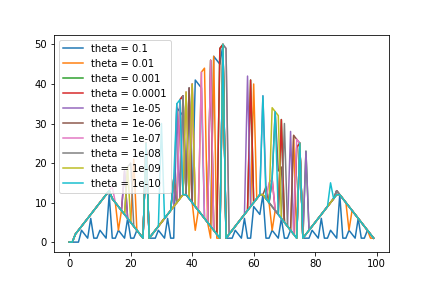 50
40
30
20
10
0
theta = 0.1
theta = 0.01
theta = 0.001
theta = 0.0001
theta = 1e-05
theta = 1e-06
theta = 1e-07
theta = 1e-08
theta = 1e-09
theta = 1e-10
0 20 40 60 80 100